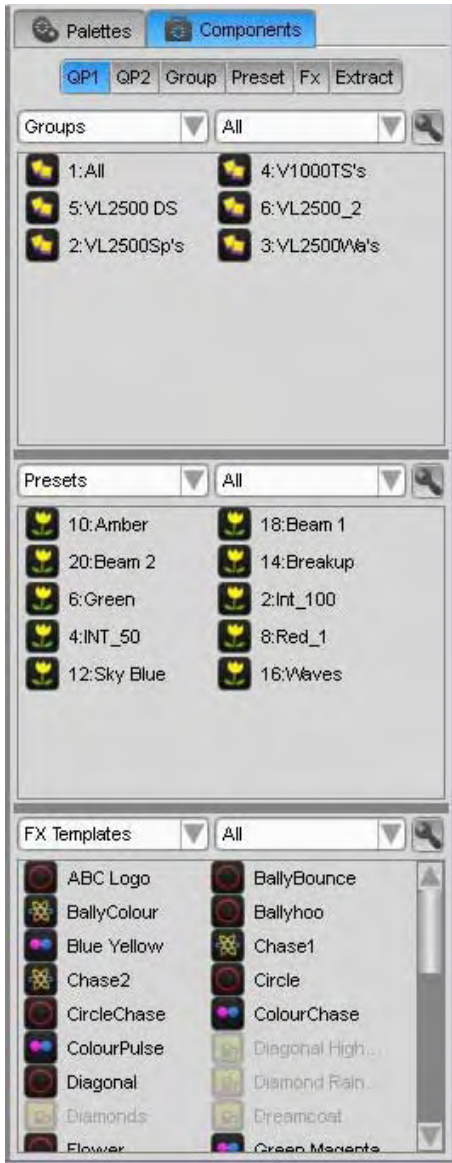 Palettes Components
QP1 QP2 Group Preset Fx Extract
Groups All
1:All 4:V1000TS's
5:VL2500 DS 6:VL2500_2
2:VL2500Sp's 3:VL2500Wa's
Presets All
10:Amber 18:Beam 1
20:Beam 2 14:Breakup
6:Green 2:Int_100
4:INT_50 8:Red_1
12:Sky Blue 16:Waves
FX Templates All
ABC Logo BallyBounce
BallyColour Ballyhoo
Blue Yellow Chase1
Chase2 Circle
CircleChase ColourChase
ColourPulse Diagonal High...
Diagonal Diamond Rain...
Diamonds Dreamcoat
Flower Green Magenta